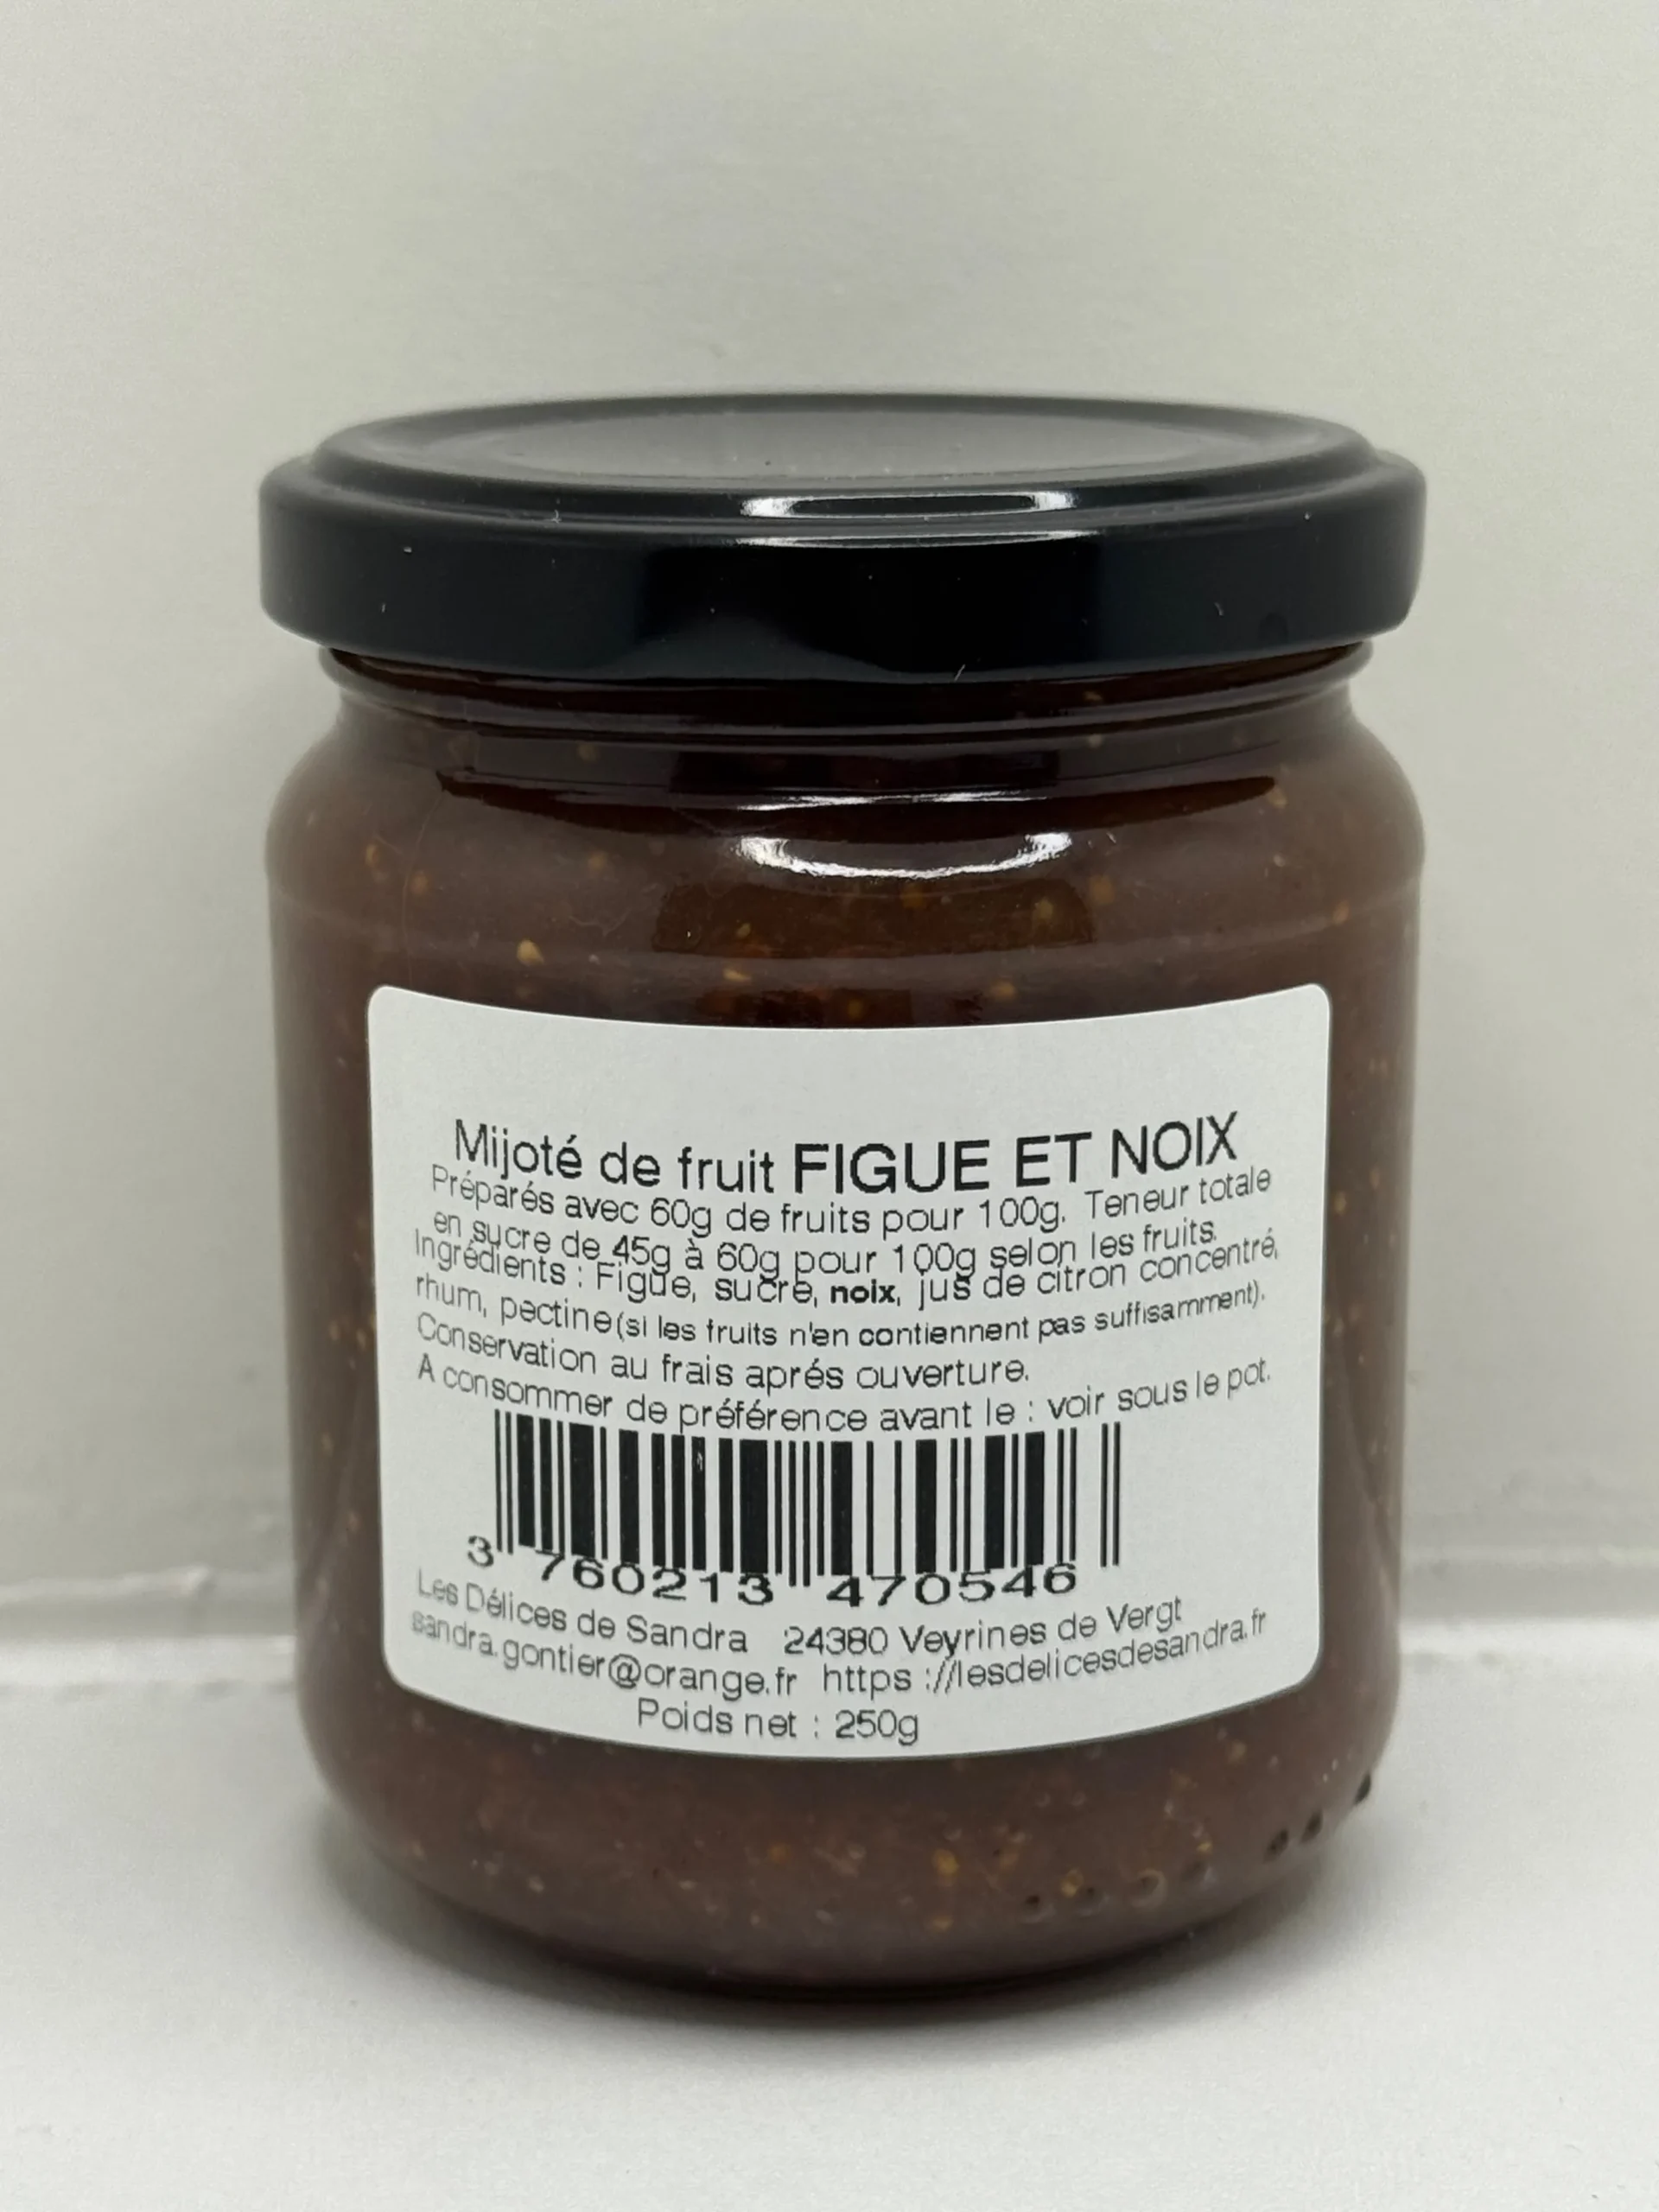 Mijoté de fruit FIGUE ET NOIX
Préparés avec 60g de fruits pour 100g. Teneur totale
en sucre de 45g à 60g pour 100g selon les fruits.
Ingrédients : Figue, sucre, noix, jus de citron concentré,
rhum, pectine(si les fruits n'en contiennent pas suffisamment).
Conservation au frais aprés ouverture.
A consommer de préférence avant le : voir sous le pot.
3 760213 470546
Les Délices de Sandra 24380 Veyrines de Vergt
sandra.gontier@orange.fr https ://lesdelicesdesandra.fr
Poids net : 250g